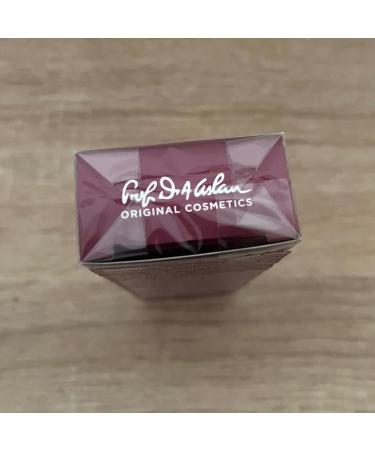 Prof. Dr A Aslan
ORIGINAL COSMETICS